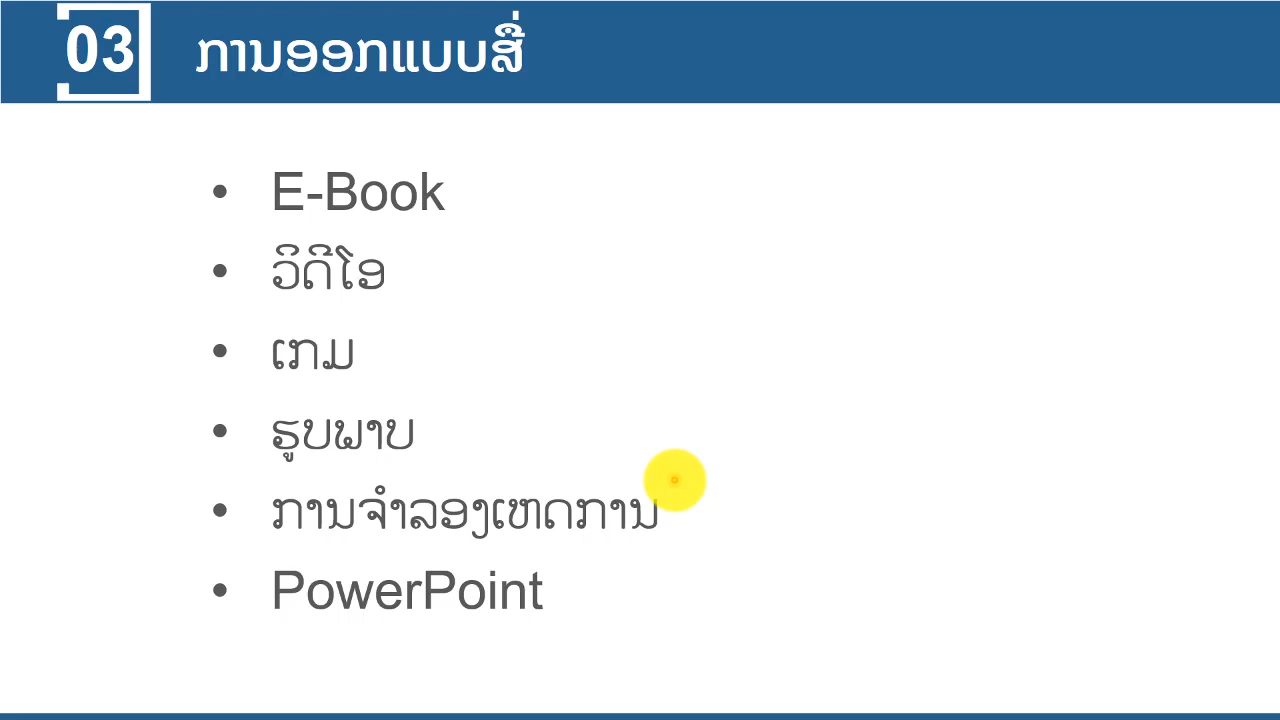 03 ການອອກແບບສື່
• E-Book
• ວິດີໂອ
• ເກມ
• ຮູບພາບ
• ການຈຳລອງເຫດການ
• PowerPoint